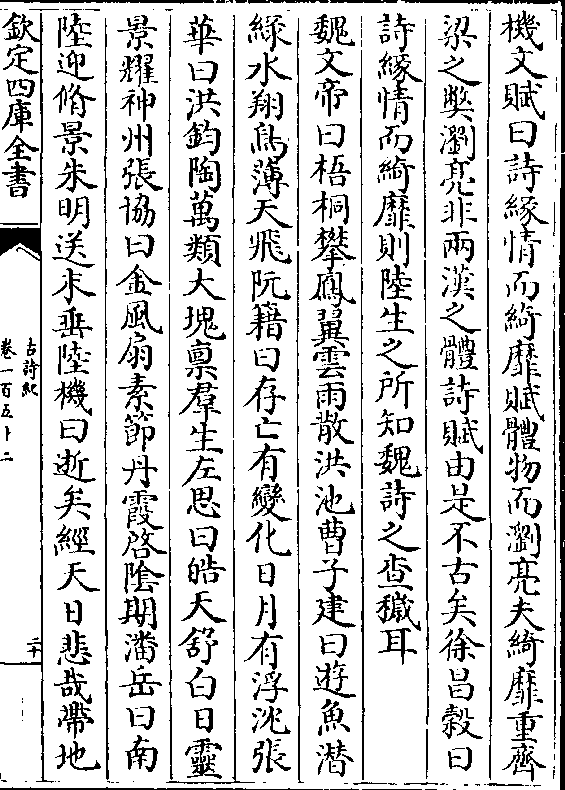 機文賦曰詩緣情而綺靡賦體物而瀏亮夫綺靡重齊
梁之弊瀏亮非兩漢之體詩賦由是不古矣徐昌穀曰
詩緣情而綺靡則陸生之所知魏詩之查穢耳
魏文帝曰梧桐攀鳳翼雲雨散洪池曹子建曰遊魚潛
綠水翔鳥薄天飛阮籍曰存亡有變化日月有浮沈張
華曰洪鈞陶萬類大塊禀羣生左思曰皓天舒白日靈
景耀神州張協曰金風扇素節丹霞啓陰期潘岳曰南
陸迎脩景朱明送末垂陸機曰逝矣經天日悲哉帶地
欽定四庫全書
古詩紀
卷一百五十二
二十